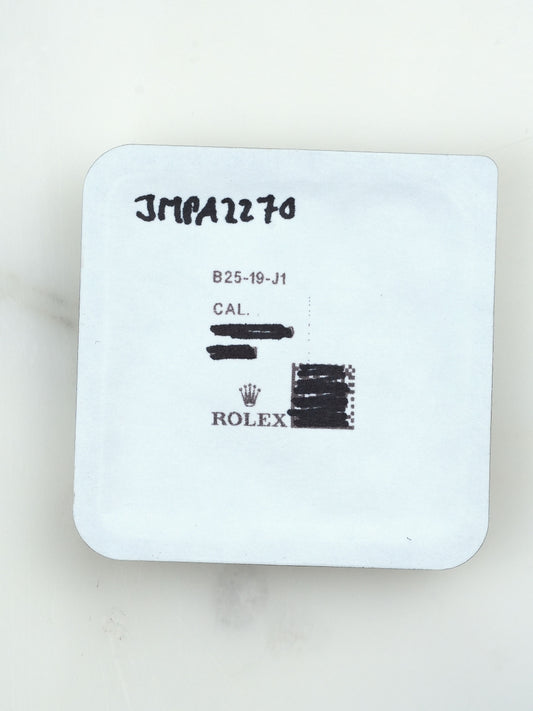 JMPA2270
B25-19-J1
CAL.
ROLEX